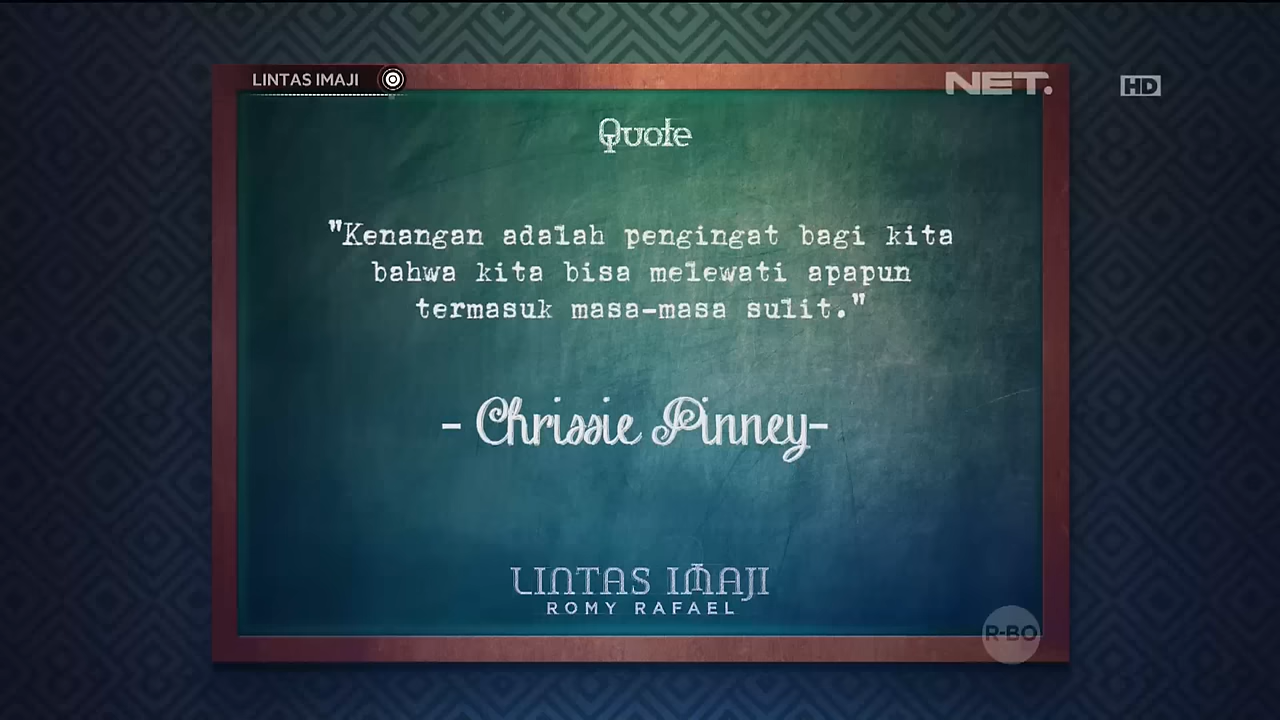 LINTAS IMAJI
NET.
HD
Quote
"Kenangan adalah pengingat bagi kita
bahwa kita bisa melewati apapun
termasuk masa-masa sulit."
- Chrissie Pinney-
LINTAS IMAJI
ROMY RAFAEL
R-BO